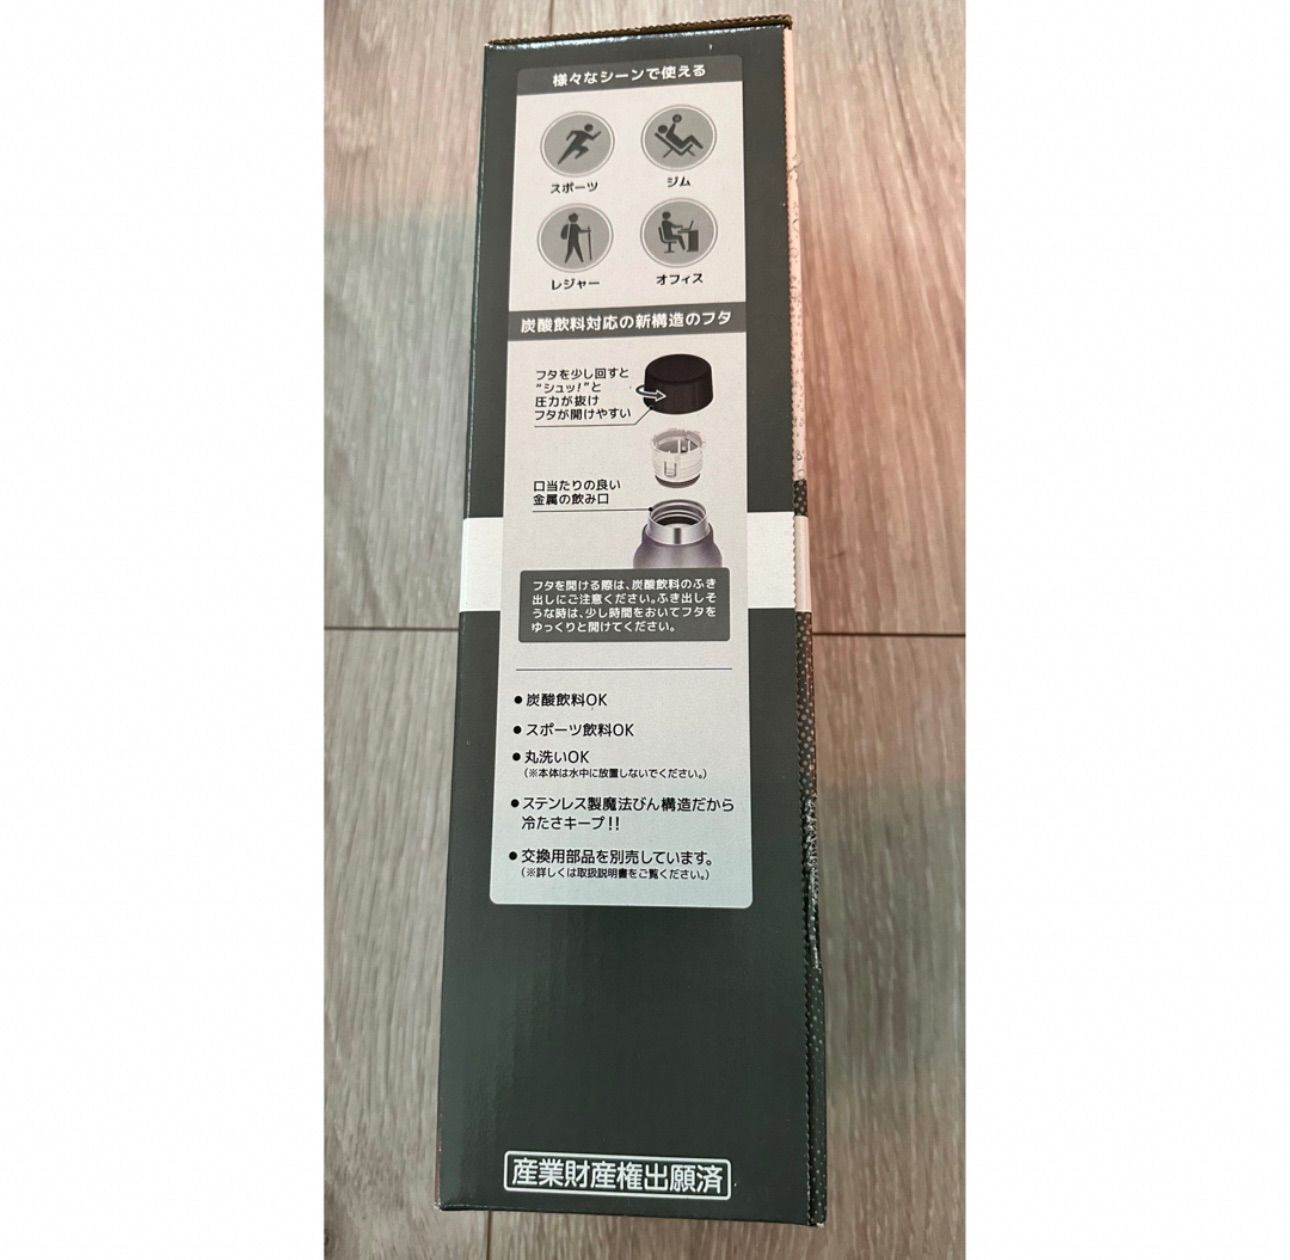 様々なシーンで使える
スポーツ
ジム
レジャー
オフィス
炭酸飲料対応の新構造のフタ
フタを少し回すと
"シュッ!"と
圧力が抜け
フタが開けやすい
口当たりの良い
金属の飲み口
フタを開ける際は、炭酸飲料のふき
出しにご注意ください。ふき出しそ
うな時は、少し時間をおいてフタを
ゆっくりと開けてください。
●炭酸飲料OK
●スポーツ飲料OK
●丸洗いOK
(※本体は水中に放置しないでください。)
●ステンレス製魔法びん構造だから
冷たさキープ!!
●交換用部品を別売しています。
(※詳しくは取扱説明書をご覧ください。)
産業財産権出願済